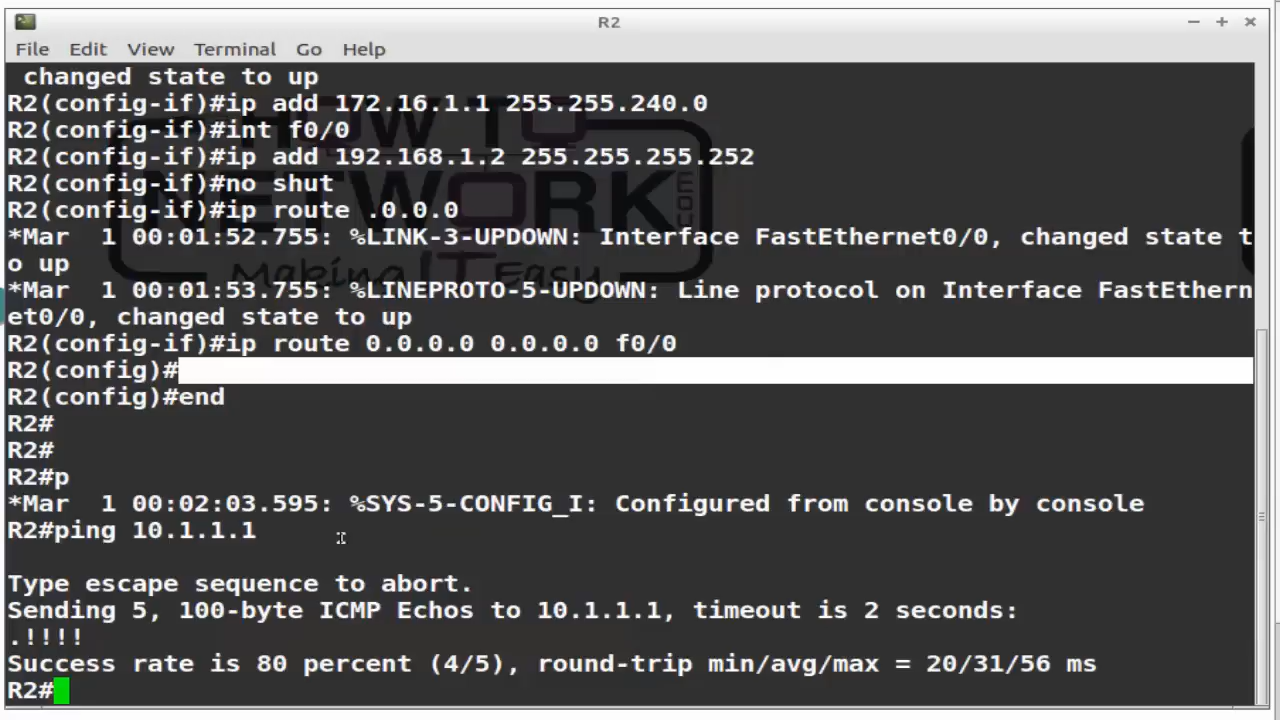 R2
File Edit View Terminal Go Help
changed state to up
R2(config-if)#ip add 172.16.1.1 255.255.240.0
R2(config-if)#int f0/0
R2(config-if)#ip add 192.168.1.2 255.255.255.252
R2(config-if)#no shut
R2(config-if)#ip route .0.0.0
*Mar  1 00:01:52.755: %LINK-3-UPDOWN: Interface FastEthernet0/0, changed state t
o up
*Mar  1 00:01:53.755: %LINEPROTO-5-UPDOWN: Line protocol on Interface FastEthern
et0/0, changed state to up
R2(config-if)#ip route 0.0.0.0 0.0.0.0 f0/0
R2(config)#
R2(config)#end
R2#
R2#
R2#p
*Mar  1 00:02:03.595: %SYS-5-CONFIG_I: Configured from console by console
R2#ping 10.1.1.1
Type escape sequence to abort.
Sending 5, 100-byte ICMP Echos to 10.1.1.1, timeout is 2 seconds:
.!!!!
Success rate is 80 percent (4/5), round-trip min/avg/max = 20/31/56 ms
R2#
HOW TO
NETWORK
.com
Making IT Easy